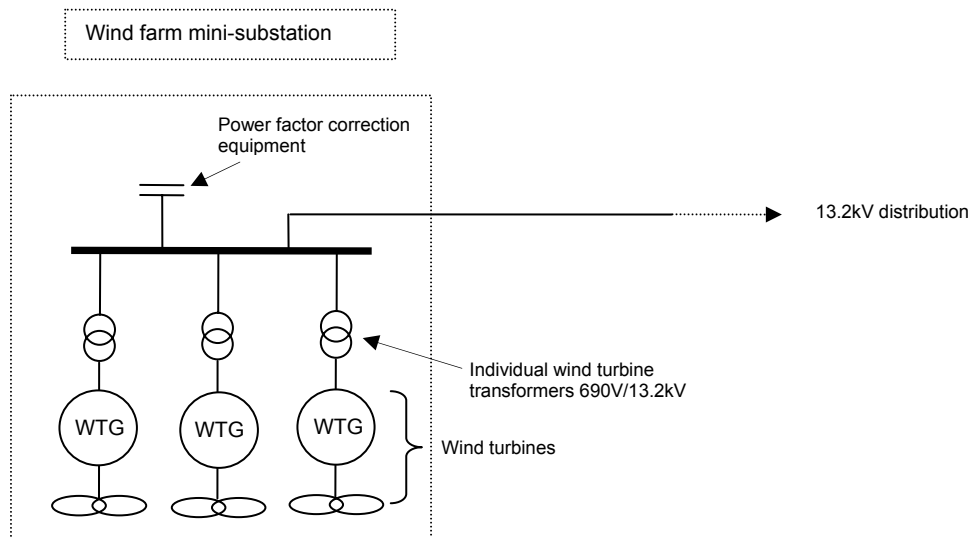 Wind farm mini-substation
Power factor correction
equipment
13.2kV distribution
Individual wind turbine
transformers 690V/13.2kV
WTG
WTG
WTG
Wind turbines